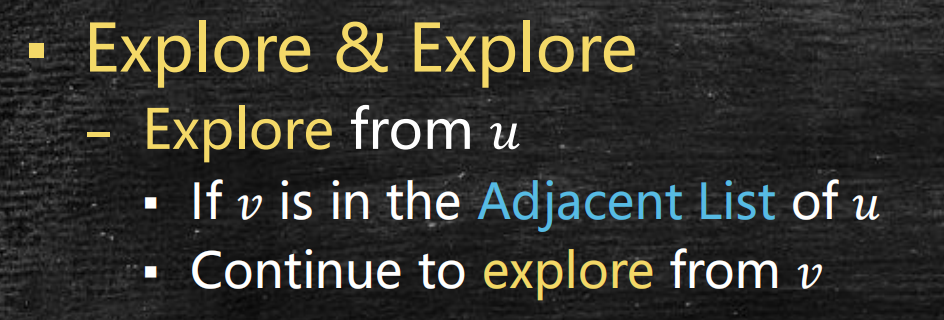 ▪ Explore & Explore
– Explore from u
▪ If v is in the Adjacent List of u
▪ Continue to explore from v